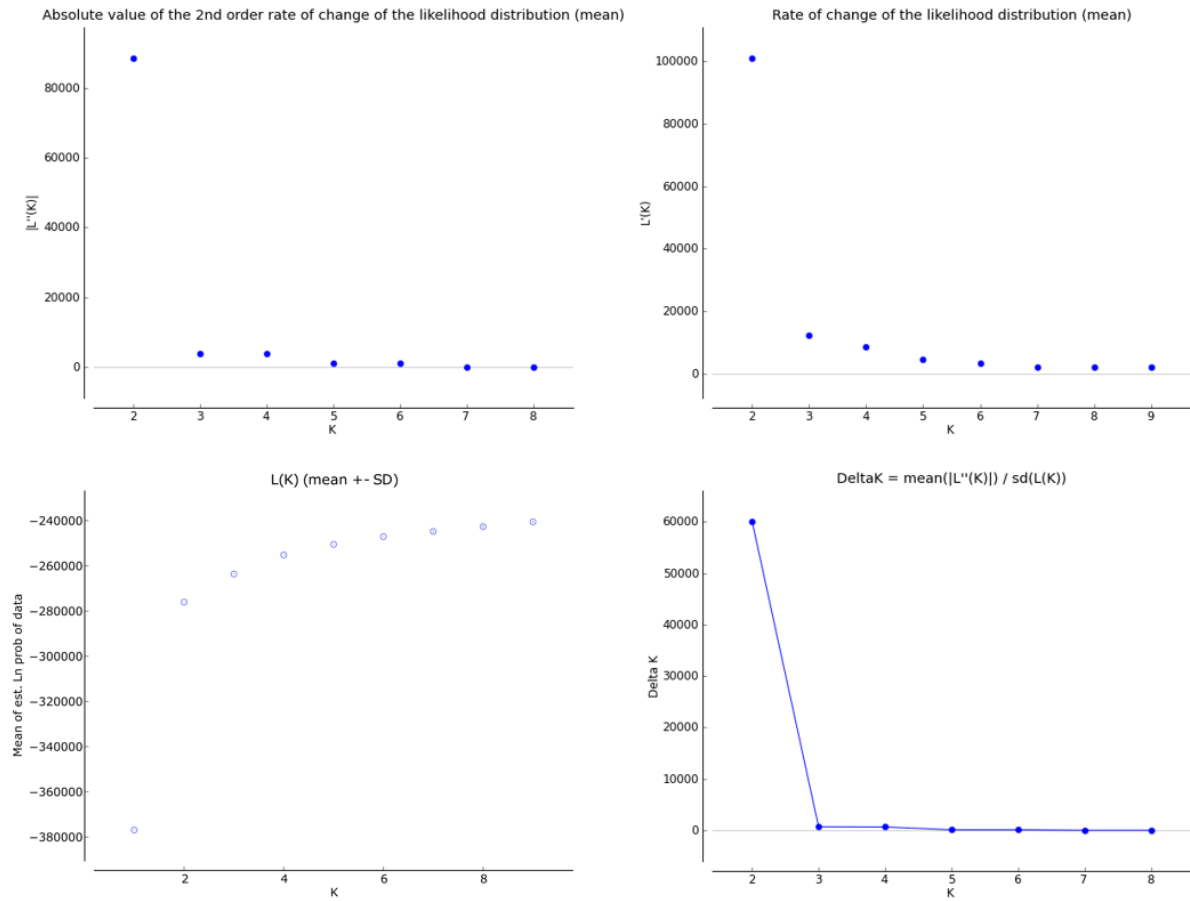 Absolute value of the 2nd order rate of change of the likelihood distribution (mean)
80000
60000
40000
20000
0
|L''(K)|
2 3 4 5 6 7 8
K
Rate of change of the likelihood distribution (mean)
100000
80000
60000
40000
20000
0
L'(K)
2 3 4 5 6 7 8 9
K
L(K) (mean +- SD)
−240000
−260000
−280000
−300000
−320000
−340000
−360000
−380000
Mean of est. Ln prob of data
2 4 6 8
K
DeltaK = mean(|L''(K)|) / sd(L(K))
60000
50000
40000
30000
20000
10000
0
Delta K
2 3 4 5 6 7 8
K